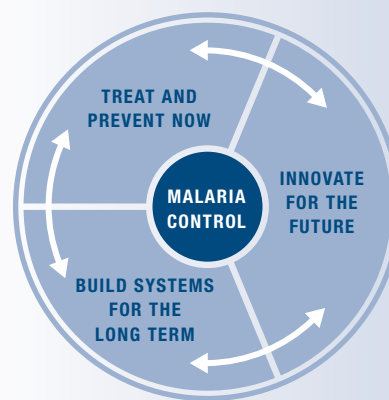 TREAT AND
PREVENT NOW
MALARIA
CONTROL
INNOVATE
FOR THE
FUTURE
BUILD SYSTEMS
FOR THE
LONG TERM